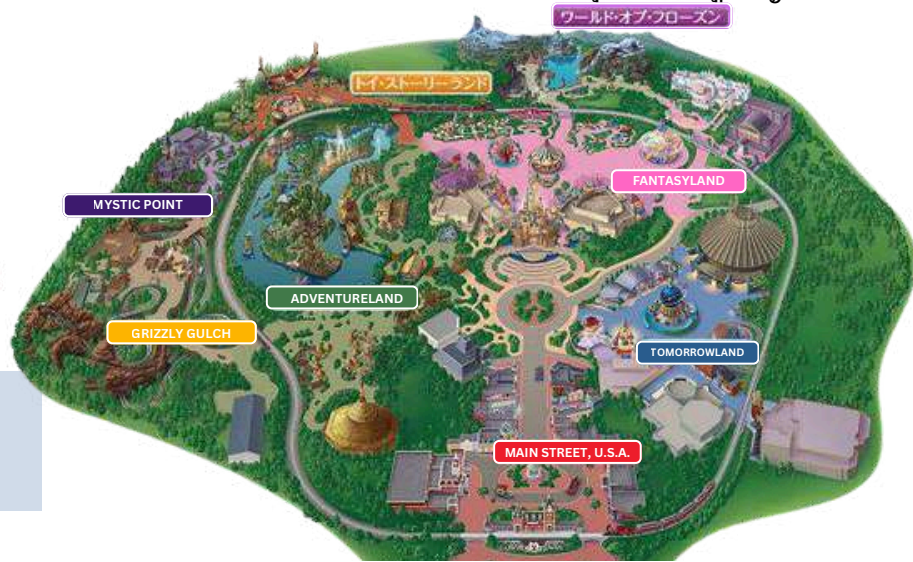 ワールド・オブ・フローズン
トイ・ストーリーランド
FANTASYLAND
MYSTIC POINT
ADVENTURELAND
GRIZZLY GULCH
TOMORROWLAND
MAIN STREET, U.S.A.